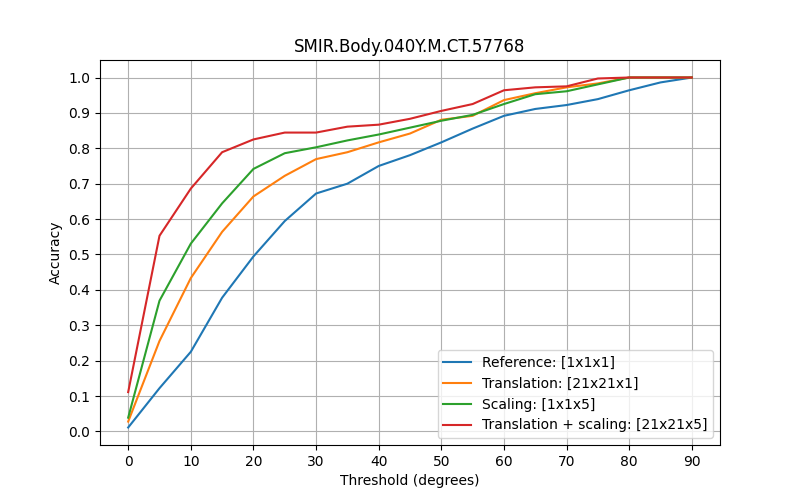 SMIR.Body.040Y.M.CT.57768
1.0
0.9
0.8
0.7
0.6
0.5
0.4
0.3
0.2
0.1
0.0
Accuracy
Reference: [1x1x1]
Translation: [21x21x1]
Scaling: [1x1x5]
Translation + scaling: [21x21x5]
0 10 20 30 40 50 60 70 80 90
Threshold (degrees)